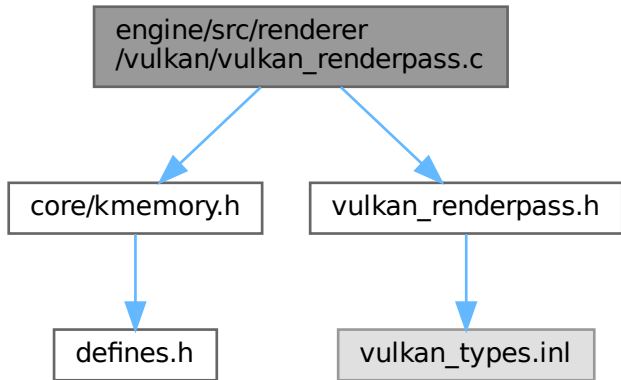 engine/src/renderer
/vulkan/vulkan_renderpass.c
core/kmemory.h
vulkan_renderpass.h
defines.h
vulkan_types.inl